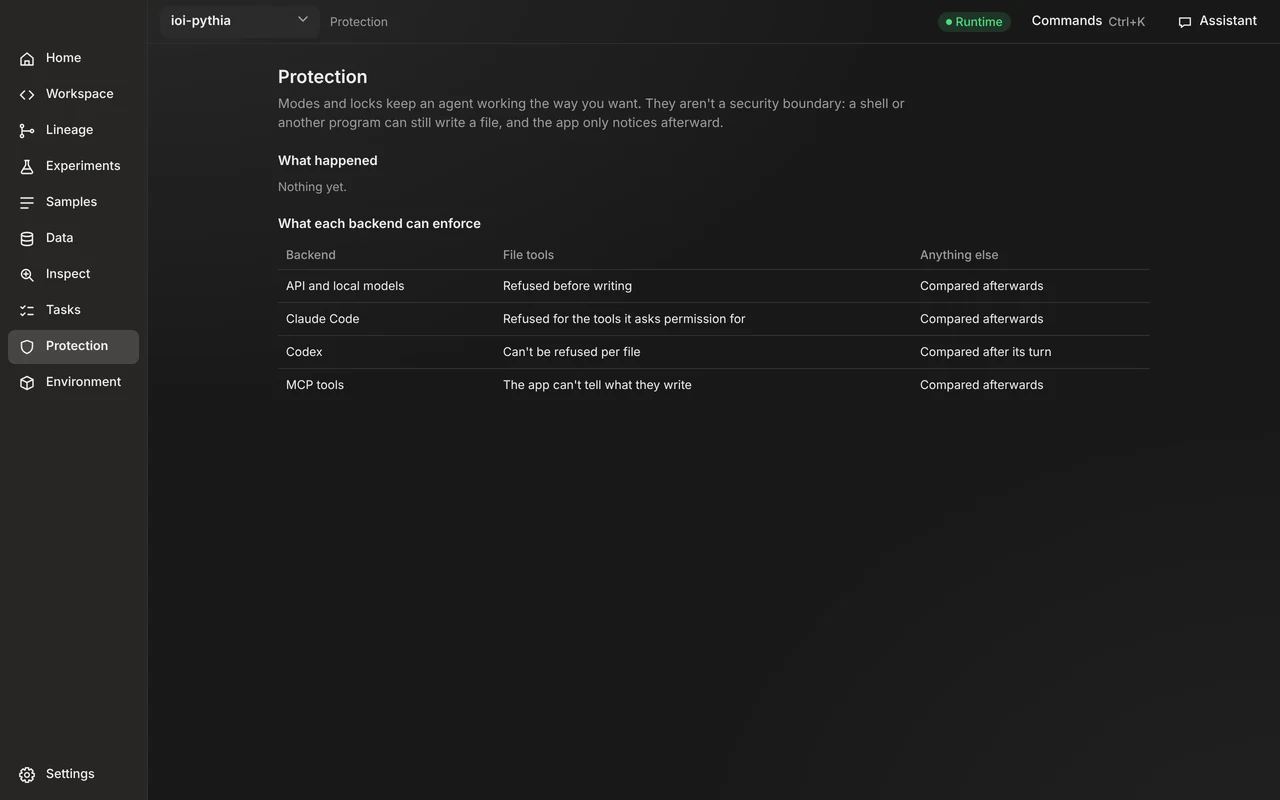 ioi-pythia
Protection
Runtime
Commands Ctrl+K
Assistant
Home
Workspace
Lineage
Experiments
Samples
Data
Inspect
Tasks
Protection
Environment
Settings
Protection
Modes and locks keep an agent working the way you want. They aren't a security boundary: a shell or
another program can still write a file, and the app only notices afterward.
What happened
Nothing yet.
What each backend can enforce
Backend File tools Anything else
API and local models Refused before writing Compared afterwards
Claude Code Refused for the tools it asks permission for Compared afterwards
Codex Can't be refused per file Compared after its turn
MCP tools The app can't tell what they write Compared afterwards